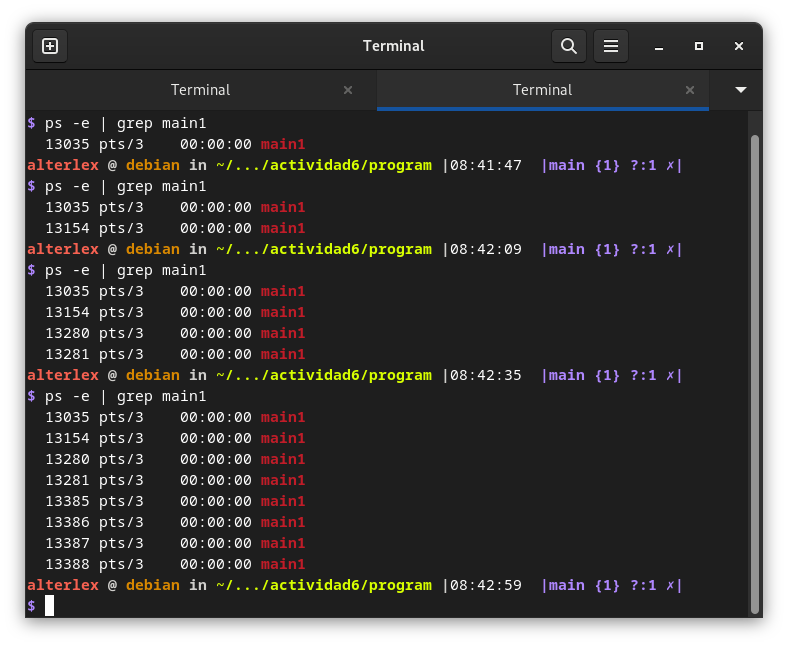 Terminal
Terminal Terminal
$ ps -e | grep main1
  13035 pts/3    00:00:00 main1
alterlex @ debian in ~/.../actividad6/program |08:41:47  |main {1} ?:1 ✗|
$ ps -e | grep main1
  13035 pts/3    00:00:00 main1
  13154 pts/3    00:00:00 main1
alterlex @ debian in ~/.../actividad6/program |08:42:09  |main {1} ?:1 ✗|
$ ps -e | grep main1
  13035 pts/3    00:00:00 main1
  13154 pts/3    00:00:00 main1
  13280 pts/3    00:00:00 main1
  13281 pts/3    00:00:00 main1
alterlex @ debian in ~/.../actividad6/program |08:42:35  |main {1} ?:1 ✗|
$ ps -e | grep main1
  13035 pts/3    00:00:00 main1
  13154 pts/3    00:00:00 main1
  13280 pts/3    00:00:00 main1
  13281 pts/3    00:00:00 main1
  13385 pts/3    00:00:00 main1
  13386 pts/3    00:00:00 main1
  13387 pts/3    00:00:00 main1
  13388 pts/3    00:00:00 main1
alterlex @ debian in ~/.../actividad6/program |08:42:59  |main {1} ?:1 ✗|
$